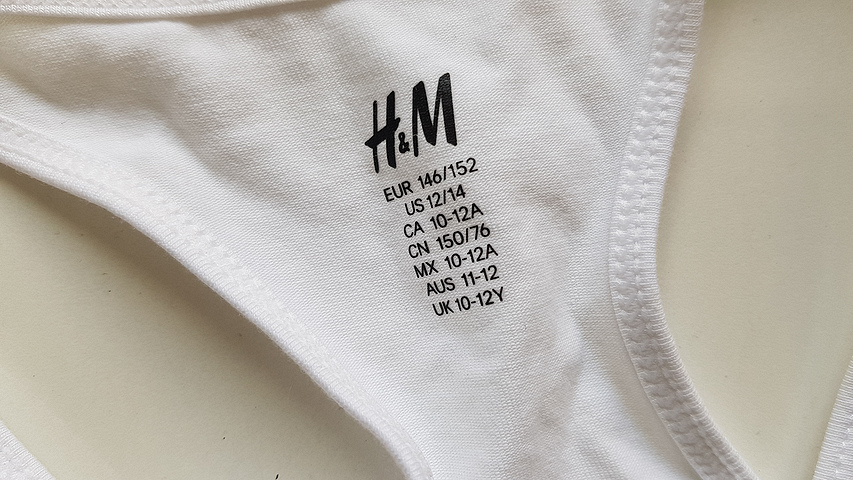 H&M
EUR 146/152
US 12/14
CA 10-12A
CN 150/76
MX 10-12A
AUS 11-12
UK 10-12Y